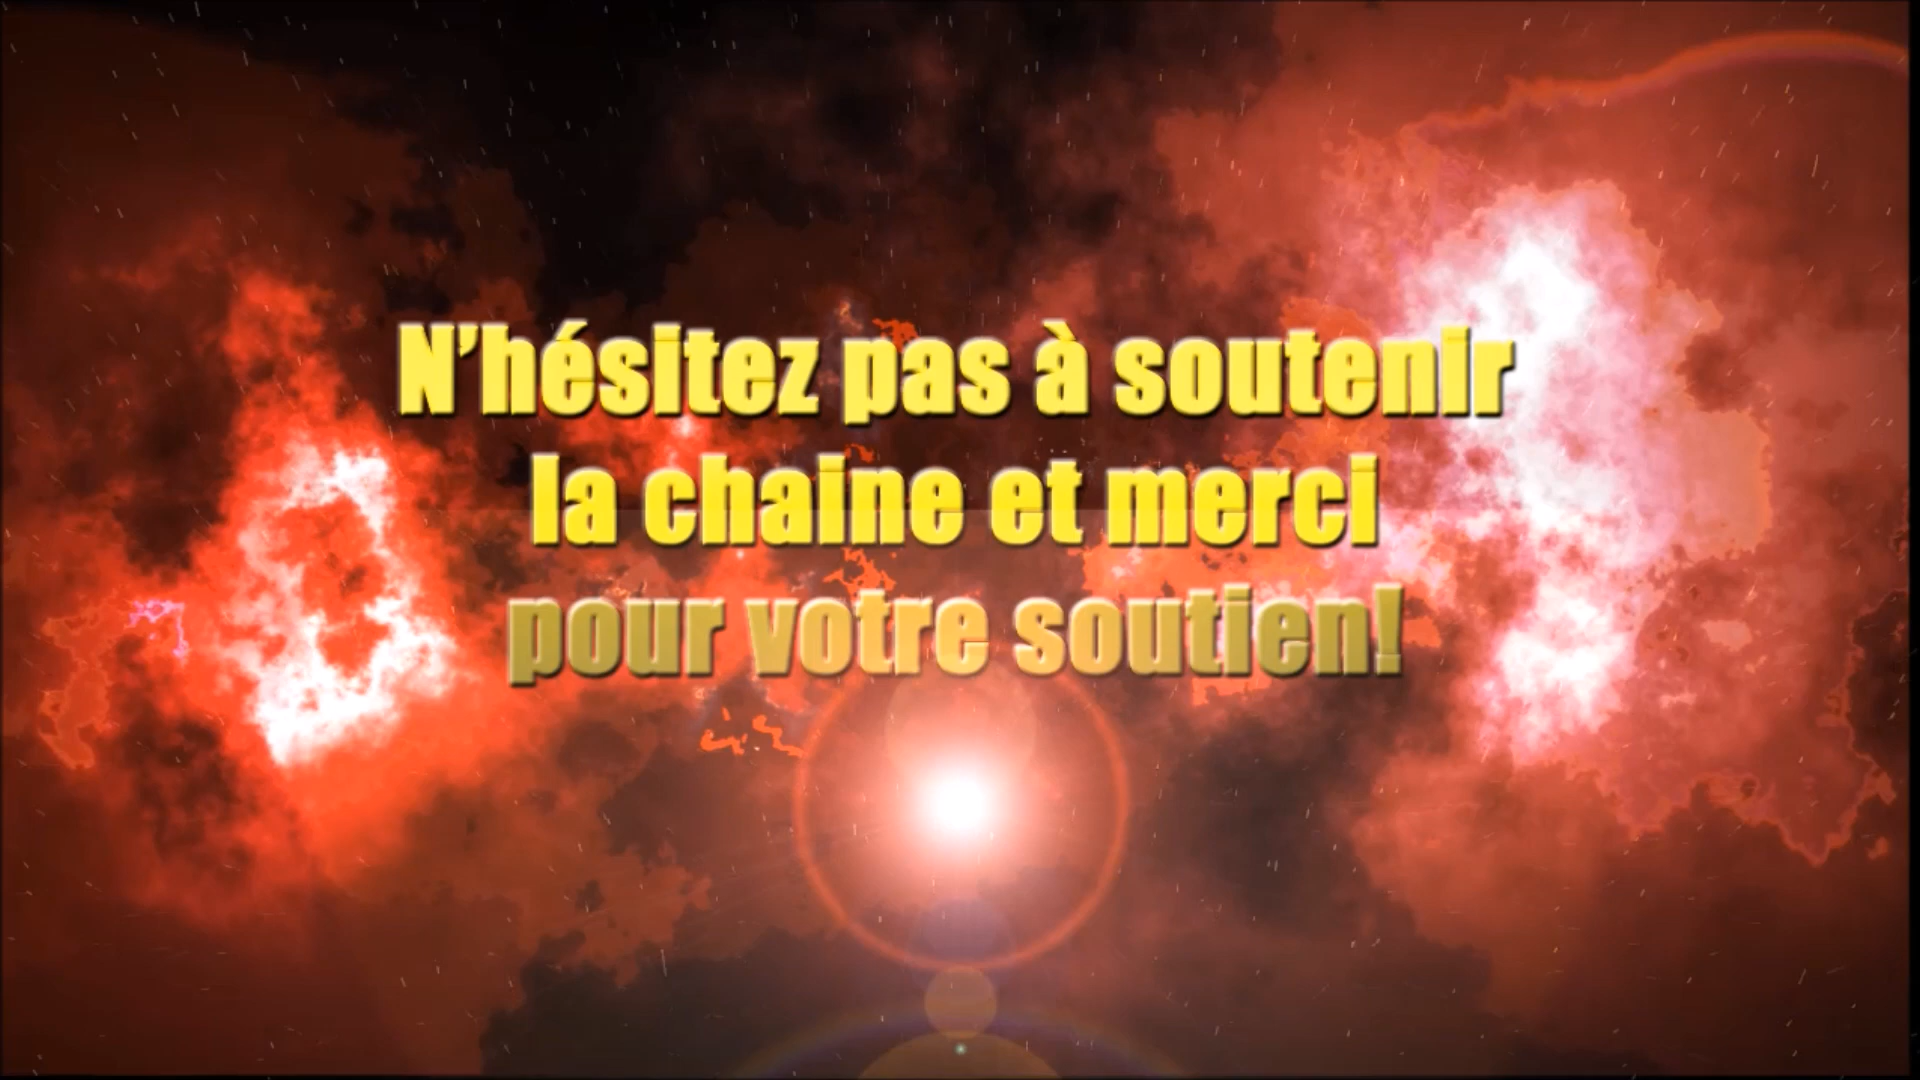 N’hésitez pas à soutenir
la chaine et merci
pour votre soutien!